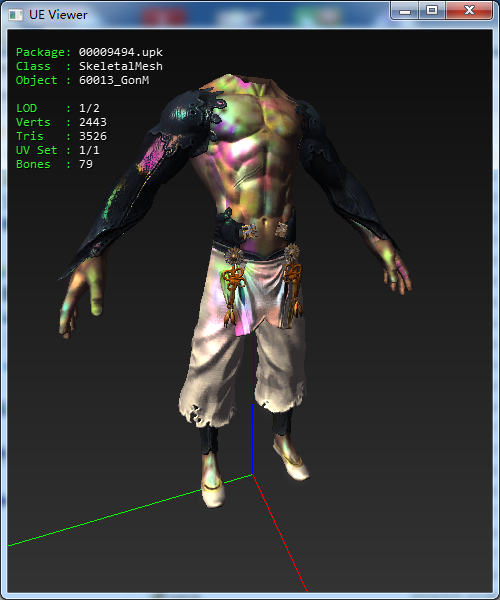 UE Viewer
Package: 00009494.upk
Class : SkeletalMesh
Object : 60013_GonM
LOD : 1/2
Verts : 2443
Tris : 3526
UV Set : 1/1
Bones : 79